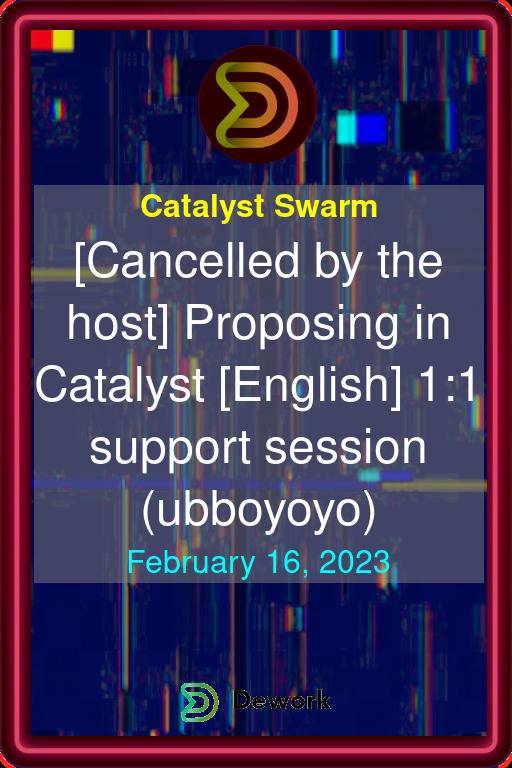 Catalyst Swarm
[Cancelled by the
host] Proposing in
Catalyst [English] 1:1
support session
(ubboyoyo)
February 16, 2023
Dework